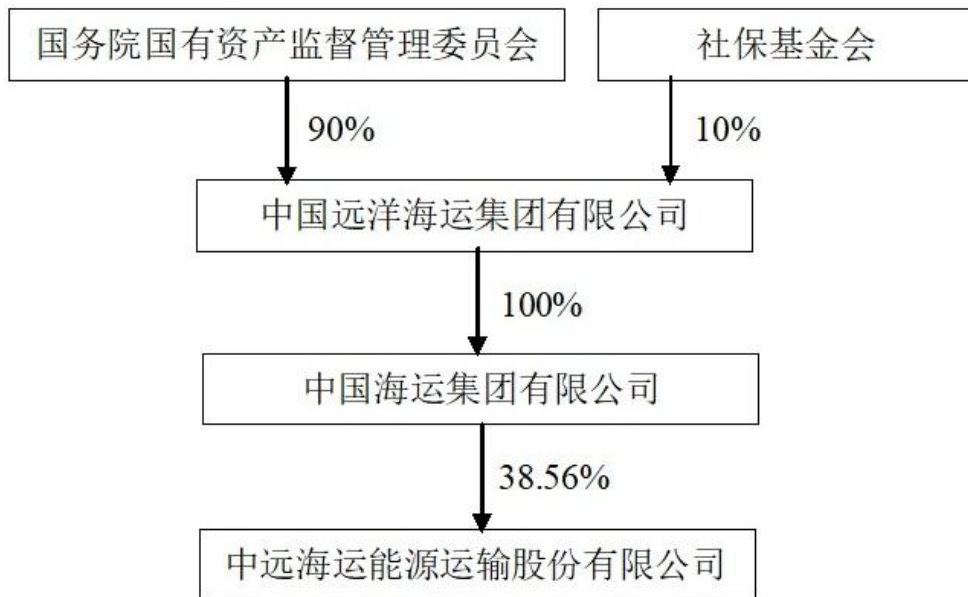 国务院国有资产监督管理委员会
社保基金会
90%
10%
中国远洋海运集团有限公司
100%
中国海运集团有限公司
38.56%
中远海运能源运输股份有限公司